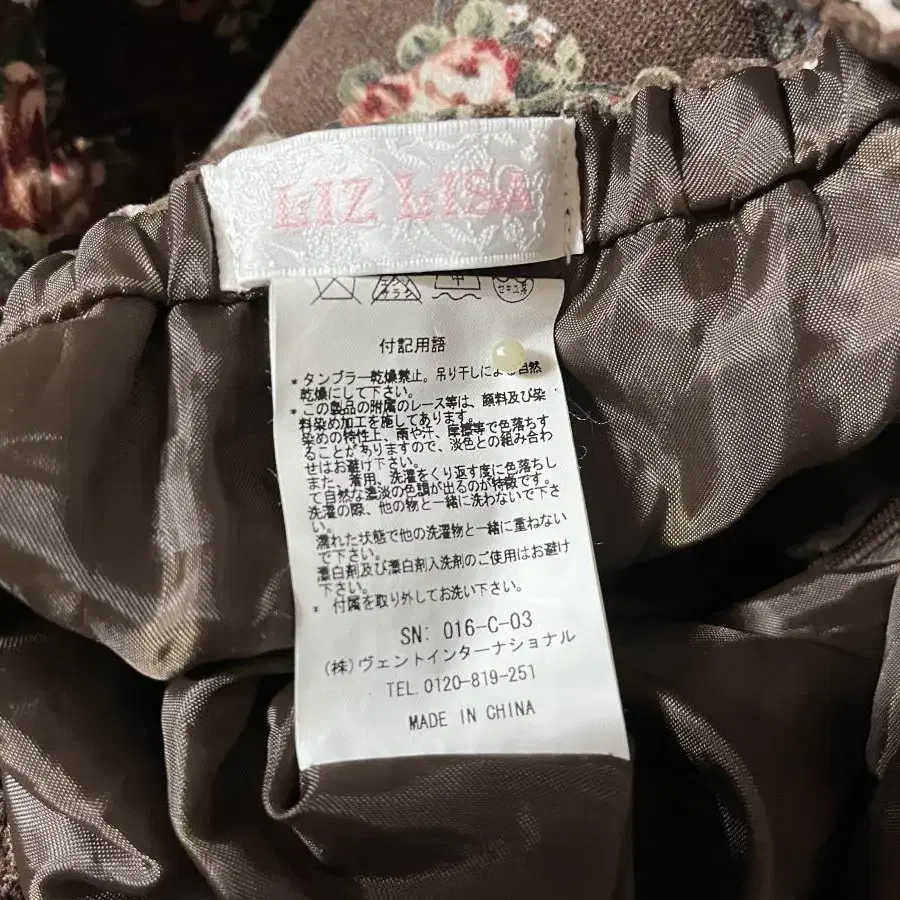 LIZ LISA
付記用語
* タンブラー乾燥禁止。吊り干しによる自然
乾燥にして下さい。
* この製品の附属のレース等は、顔料及び染
料染め加工を施してあります。
染めの特性上、雨や汗、摩擦等で色落ちす
ることがありますので、淡色との組み合わ
せはお避け下さい。
また、着用、洗濯をくり返す度に色落ちし
て自然な濃淡の色顔が出るのが特徴です。
洗濯の際、他の物と一緒に洗わないで下さ
い。
濡れた状態で他の洗濯物と一緒に重ねない
で下さい。
漂白剤及び漂白剤入洗剤のご使用はお避け
下さい。
* 付属を取り外してお洗い下さい。
SN: 016-C-03
(株)ヴェントインターナショナル
TEL.0120-819-251
MADE IN CHINA